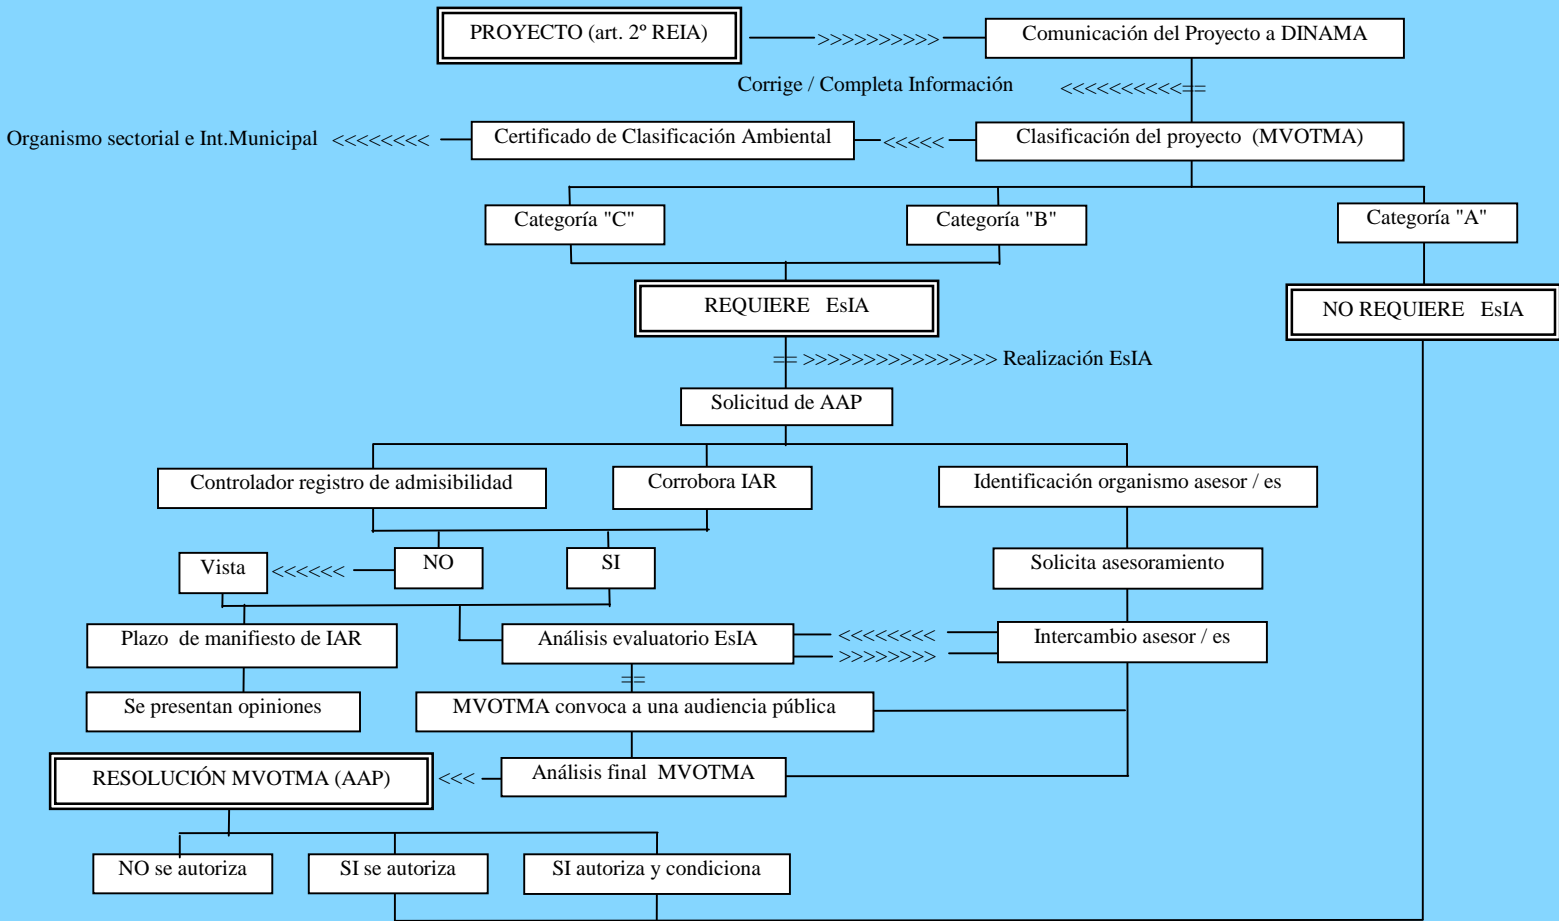 PROYECTO (art. 2º REIA)
>>>>>>>>>>
Comunicación del Proyecto a DINAMA
Corrige / Completa Información
<<<<<<<<<<==
Organismo sectorial e Int.Municipal
<<<<<<<<
Certificado de Clasificación Ambiental
<<<<<
Clasificación del proyecto (MVOTMA)
Categoría "C"
Categoría "B"
Categoría "A"
REQUIERE EsIA
NO REQUIERE EsIA
== >>>>>>>>>>>>>>>> Realización EsIA
Solicitud de AAP
Controlador registro de admisibilidad
Corrobora IAR
Identificación organismo asesor / es
Vista
<<<<<<
NO
SI
Solicita asesoramiento
Plazo de manifiesto de IAR
Análisis evaluatorio EsIA
<<<<<<<<
>>>>>>>>
Intercambio asesor / es
==
Se presentan opiniones
MVOTMA convoca a una audiencia pública
RESOLUCIÓN MVOTMA (AAP)
<<<
Análisis final MVOTMA
NO se autoriza
SI se autoriza
SI autoriza y condiciona